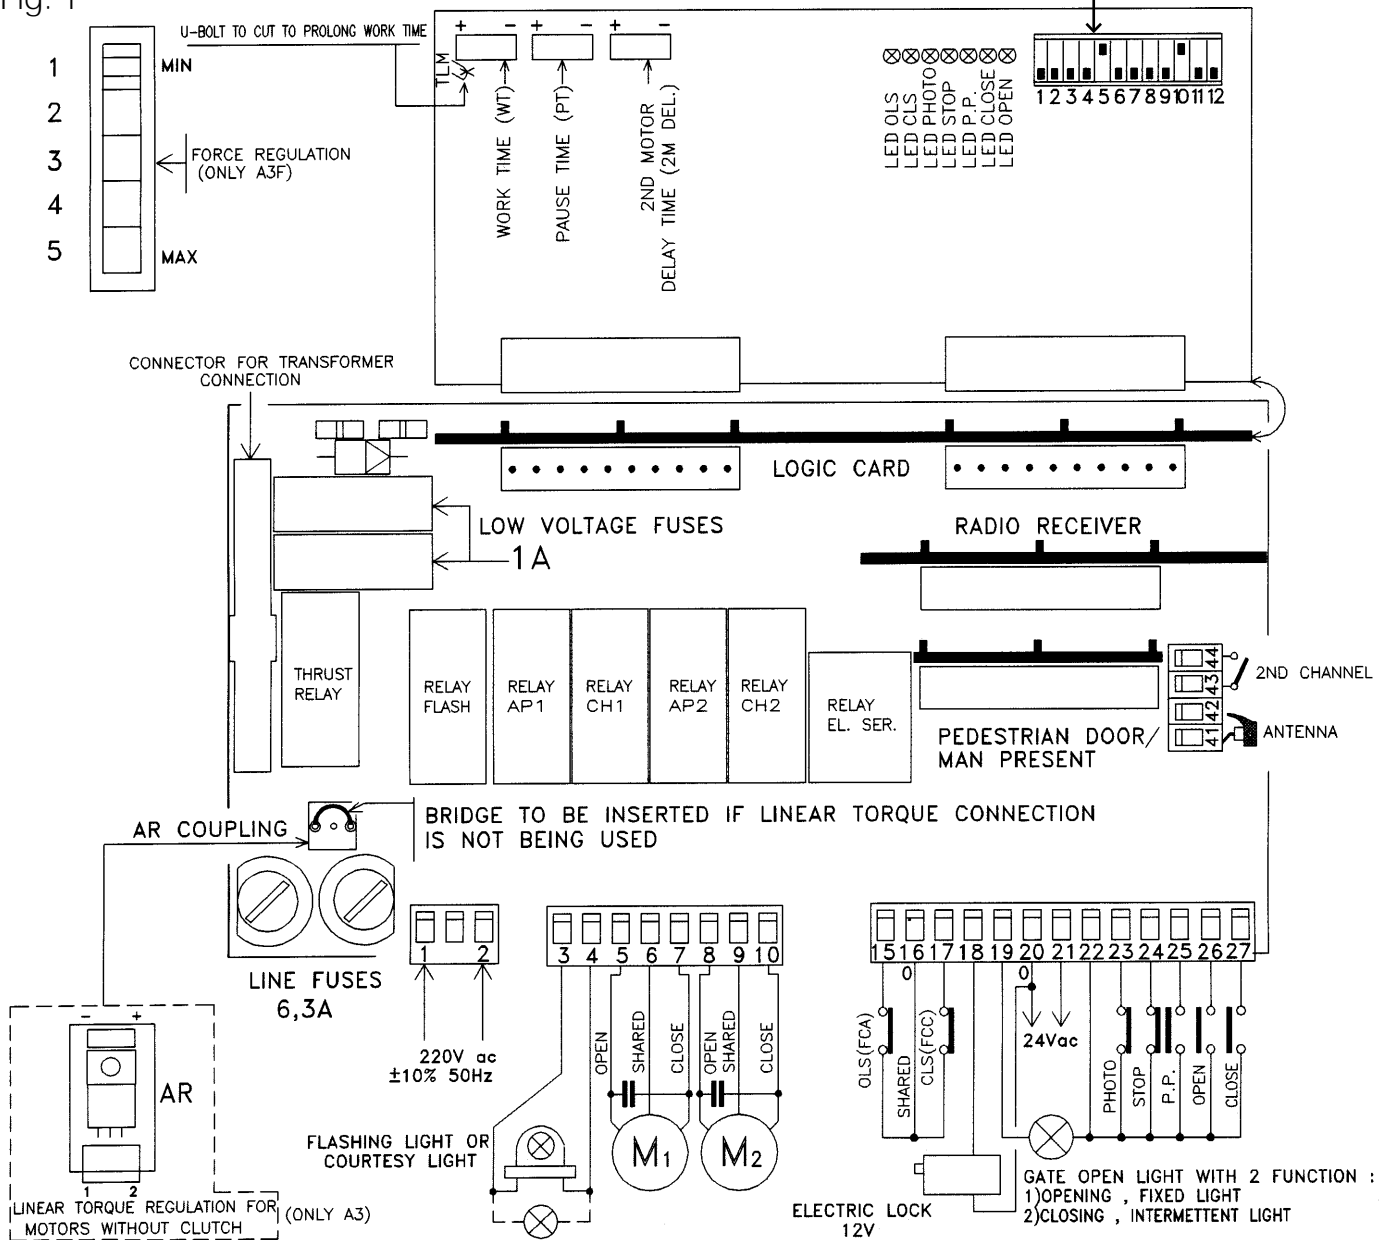 Fig. 1
U-BOLT TO CUT TO PROLONG WORK TIME
1
2
3
4
5
MIN
MAX
FORCE REGULATION
(ONLY A3F)
+ -
+ -
+ -
TLM
WORK TIME (WT)
PAUSE TIME (PT)
2ND MOTOR
DELAY TIME (2M DEL.)
LED OLS
LED CLS
LED PHOTO
LED STOP
LED P.P.
LED CLOSE
LED OPEN
1 2 3 4 5 6 7 8 9 10 11 12
CONNECTOR FOR TRANSFORMER
CONNECTION
LOGIC CARD
LOW VOLTAGE FUSES
1A
RADIO RECEIVER
THRUST
RELAY
RELAY
FLASH
RELAY
AP1
RELAY
CH1
RELAY
AP2
RELAY
CH2
RELAY
EL. SER.
44
43
42
41
2ND CHANNEL
ANTENNA
PEDESTRIAN DOOR/
MAN PRESENT
AR COUPLING
BRIDGE TO BE INSERTED IF LINEAR TORQUE CONNECTION
IS NOT BEING USED
LINE FUSES
6,3A
1 2
220V ac
±10% 50Hz
3 4 5 6 7 8 9 10
OPEN
SHARED
CLOSE
OPEN
SHARED
CLOSE
M1
M2
FLASHING LIGHT OR
COURTESY LIGHT
15 16 17 18 19 20 21 22 23 24 25 26 27
0
0
OLS(FCA)
SHARED
CLS(FCC)
24Vac
PHOTO
STOP
P.P.
OPEN
CLOSE
ELECTRIC LOCK
12V
GATE OPEN LIGHT WITH 2 FUNCTION :
1)OPENING , FIXED LIGHT
2)CLOSING , INTERMETTENT LIGHT
- +
AR
1 2
LINEAR TORQUE REGULATION FOR
MOTORS WITHOUT CLUTCH
(ONLY A3)